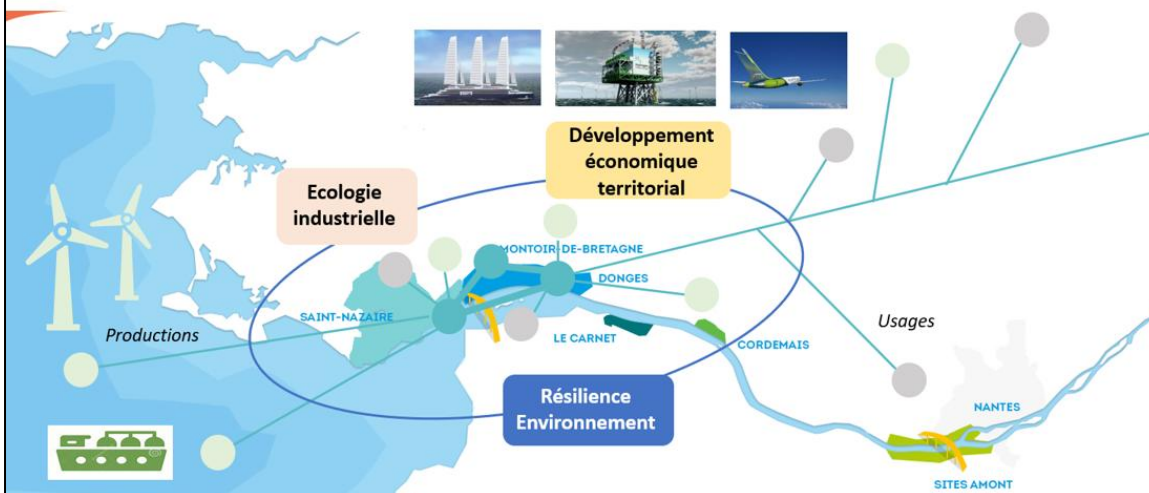 Développement
économique
territorial
Ecologie
industrielle
MONTOIR-DE-BRETAGNE
DONGES
SAINT-NAZAIRE
Productions
Usages
LE CARNET
CORDEMAIS
Résilience
Environnement
NANTES
SITES AMONT